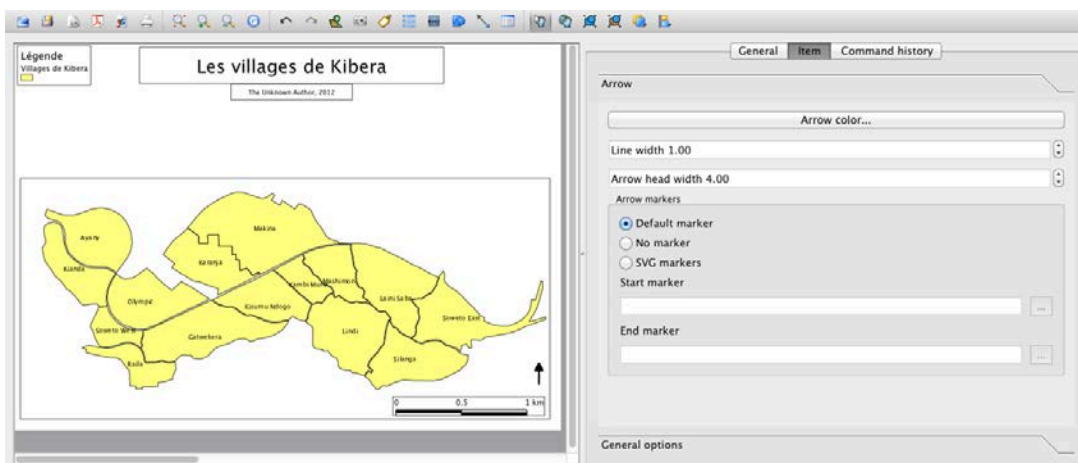 Légende
Villages de Kibera
Les villages de Kibera
The Unknown Author, 2012
Makina
Ayany
Karanja
Kianda
Mashimoni
Kambi Muru
Laini Saba
Olympic
Kisumu Ndogo
Soweto East
Soweto West
Gatwekera
Lindi
Silanga
Raila
0 0.5 1 km
General Item Command history
Arrow
Arrow color...
Line width 1.00
Arrow head width 4.00
Arrow markers
Default marker
No marker
SVG markers
Start marker
...
End marker
...
General options